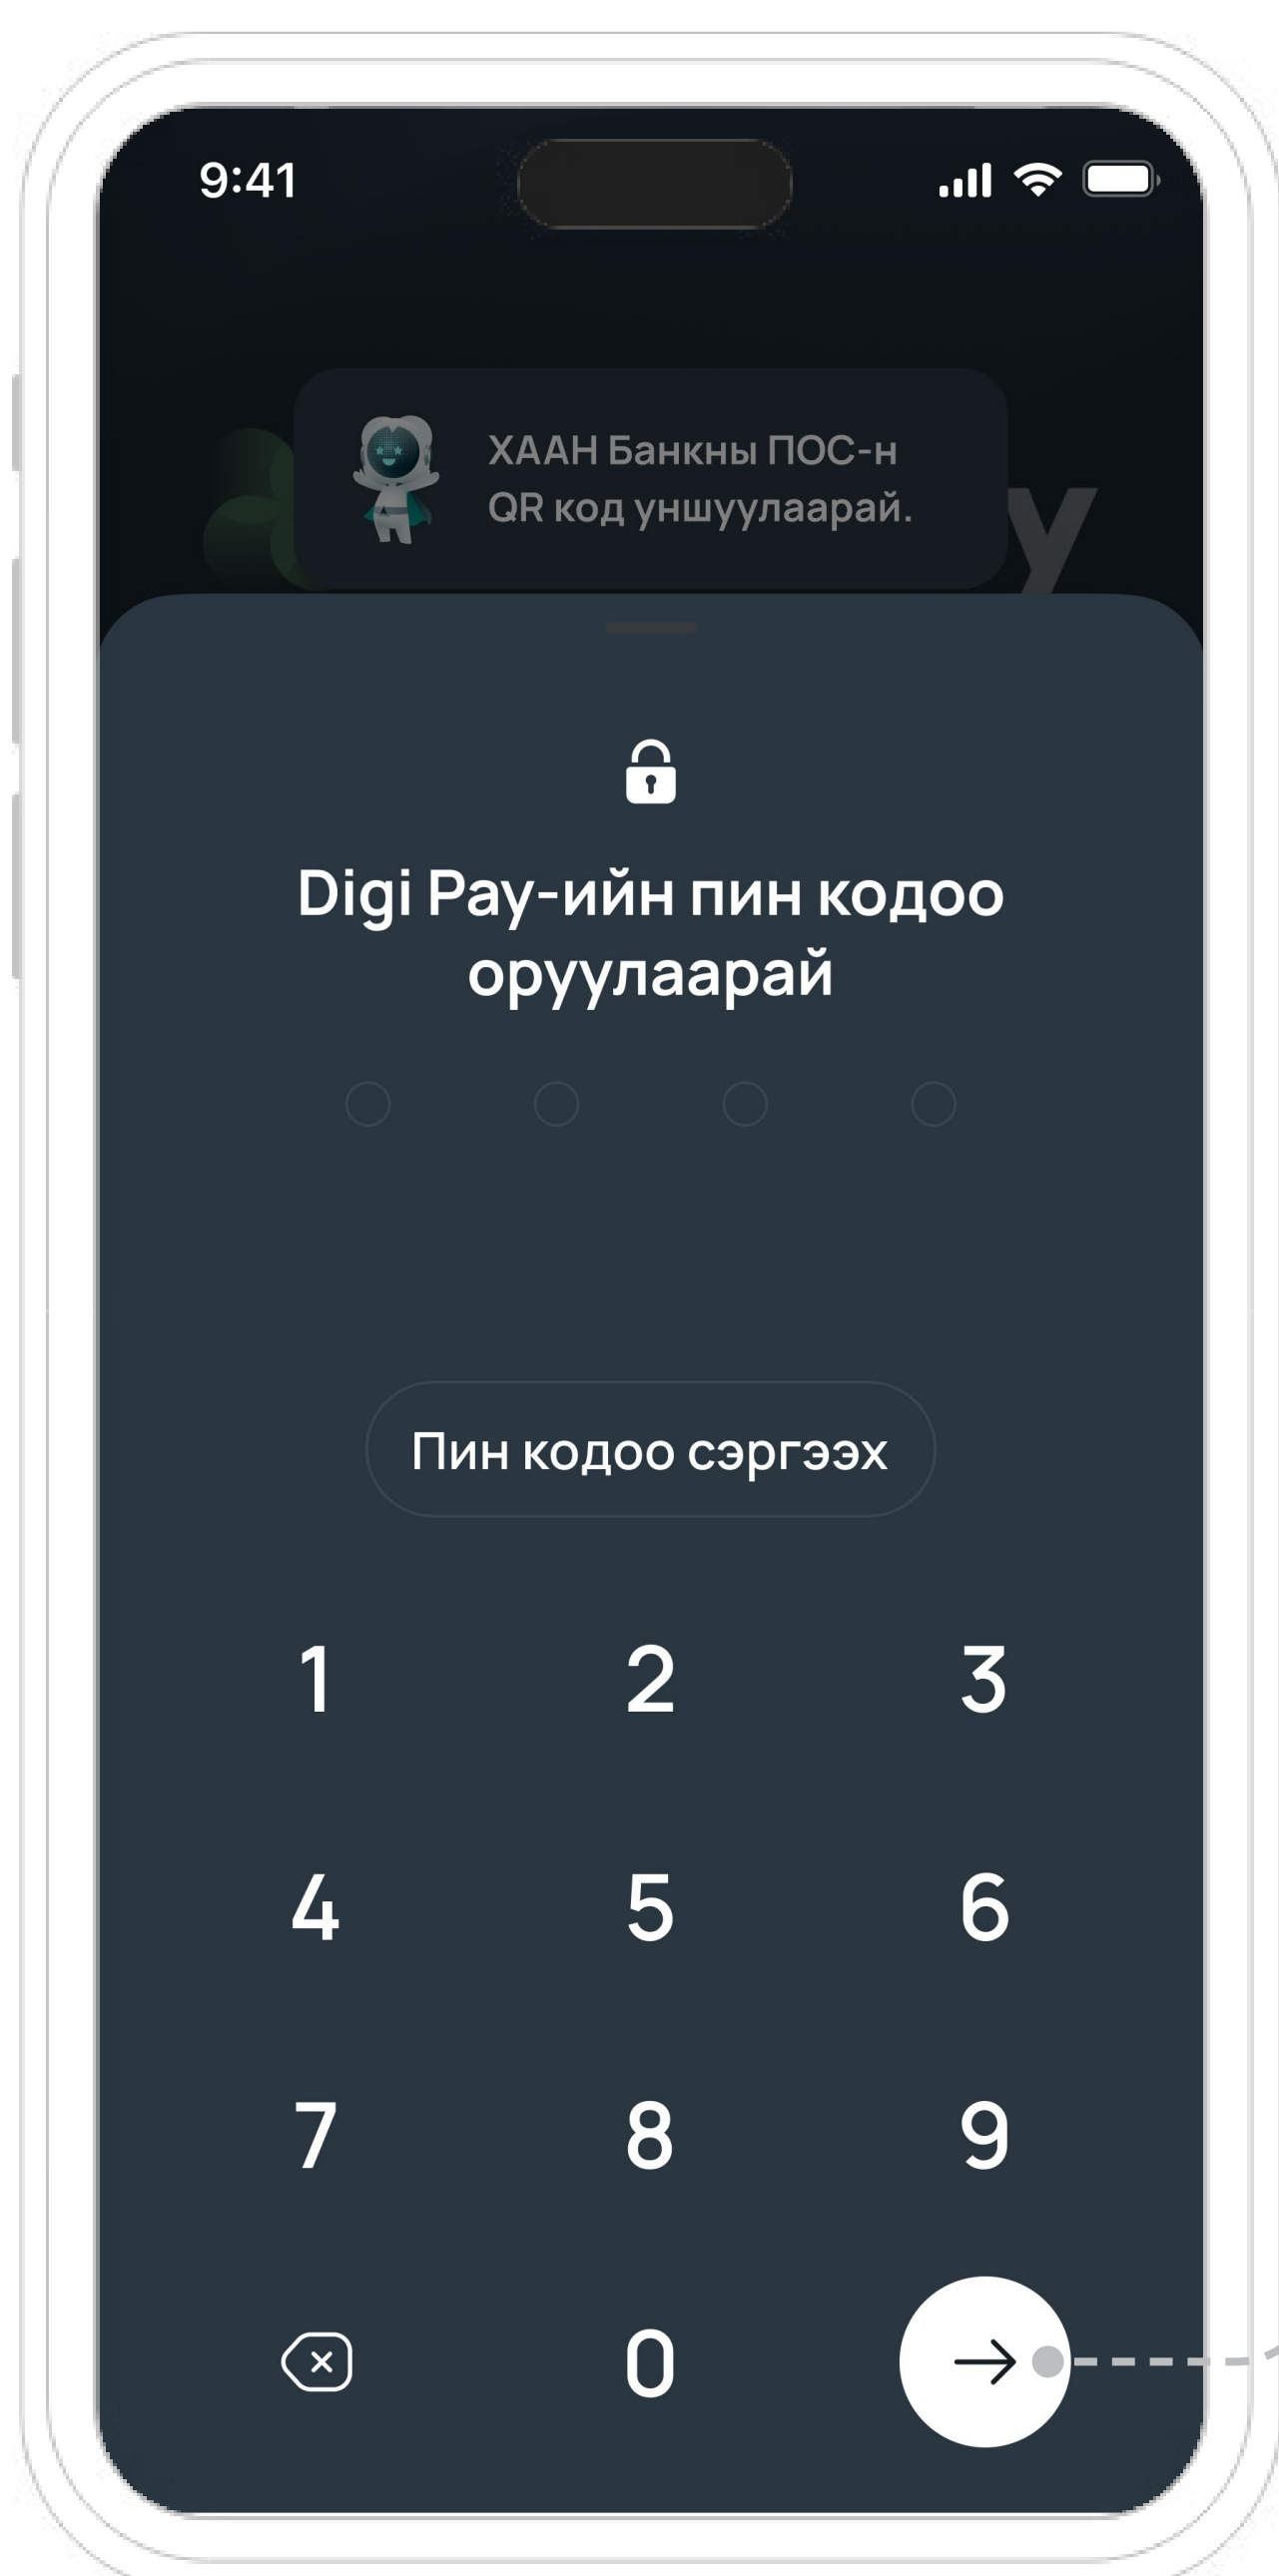 9:41
ХААН Банкны ПОС-н
QR код уншуулаарай.
y
Digi Pay-ийн пин кодоо
оруулаарай
Пин кодоо сэргээх
1 2 3
4 5 6
7 8 9
0